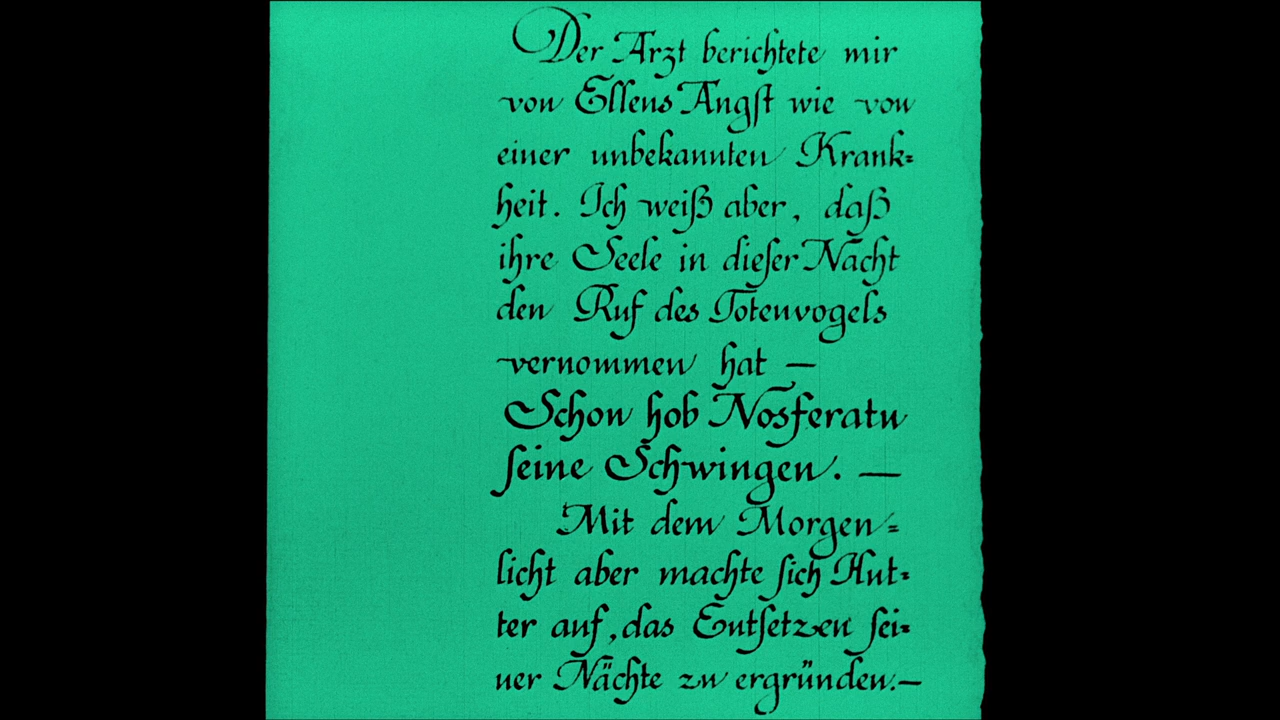 Der Arzt berichtete mir
von Ellens Angst wie von
einer unbekannten Krank=
heit. Ich weiß aber, daß
ihre Seele in dieſer Nacht
den Ruf des Totenvogels
vernommen hat —
Schon hob Nosferatu
ſeine Schwingen. —
Mit dem Morgen=
licht aber machte ſich Hut=
ter auf, das Entſetzen ſei=
ner Nächte zu ergründen.—